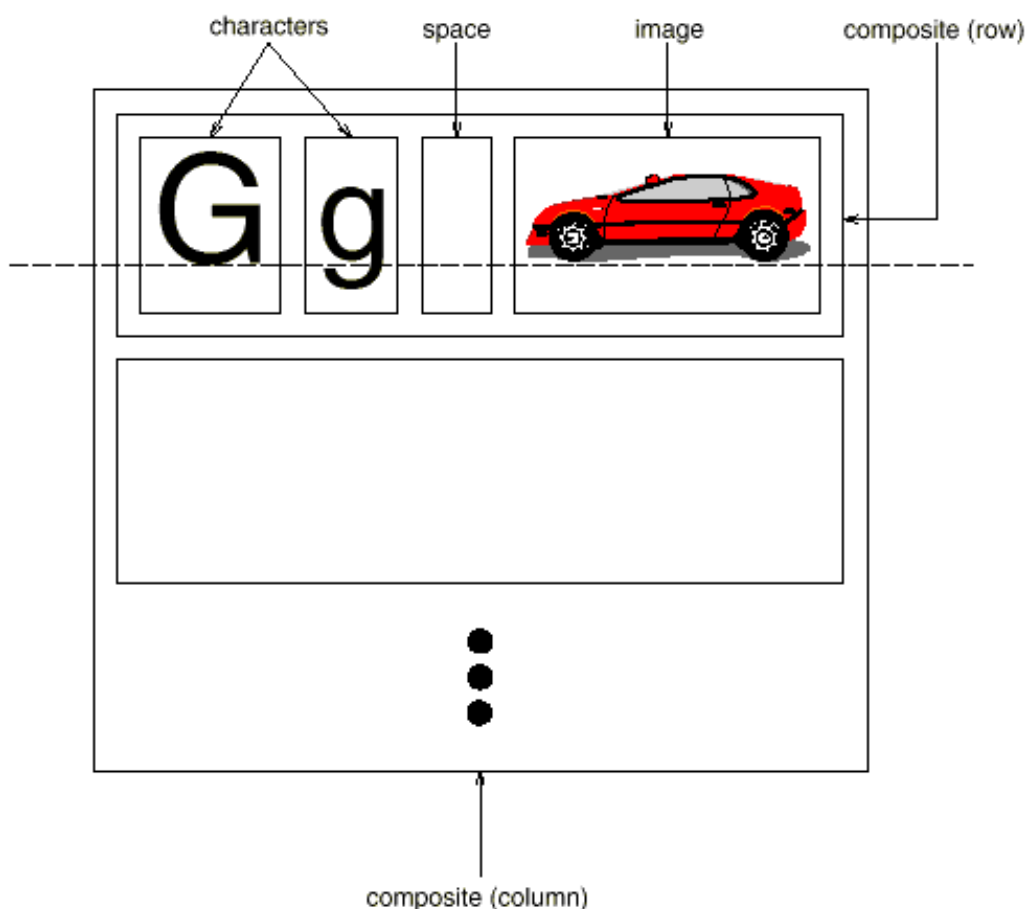 characters space image composite (row)
G g
composite (column)